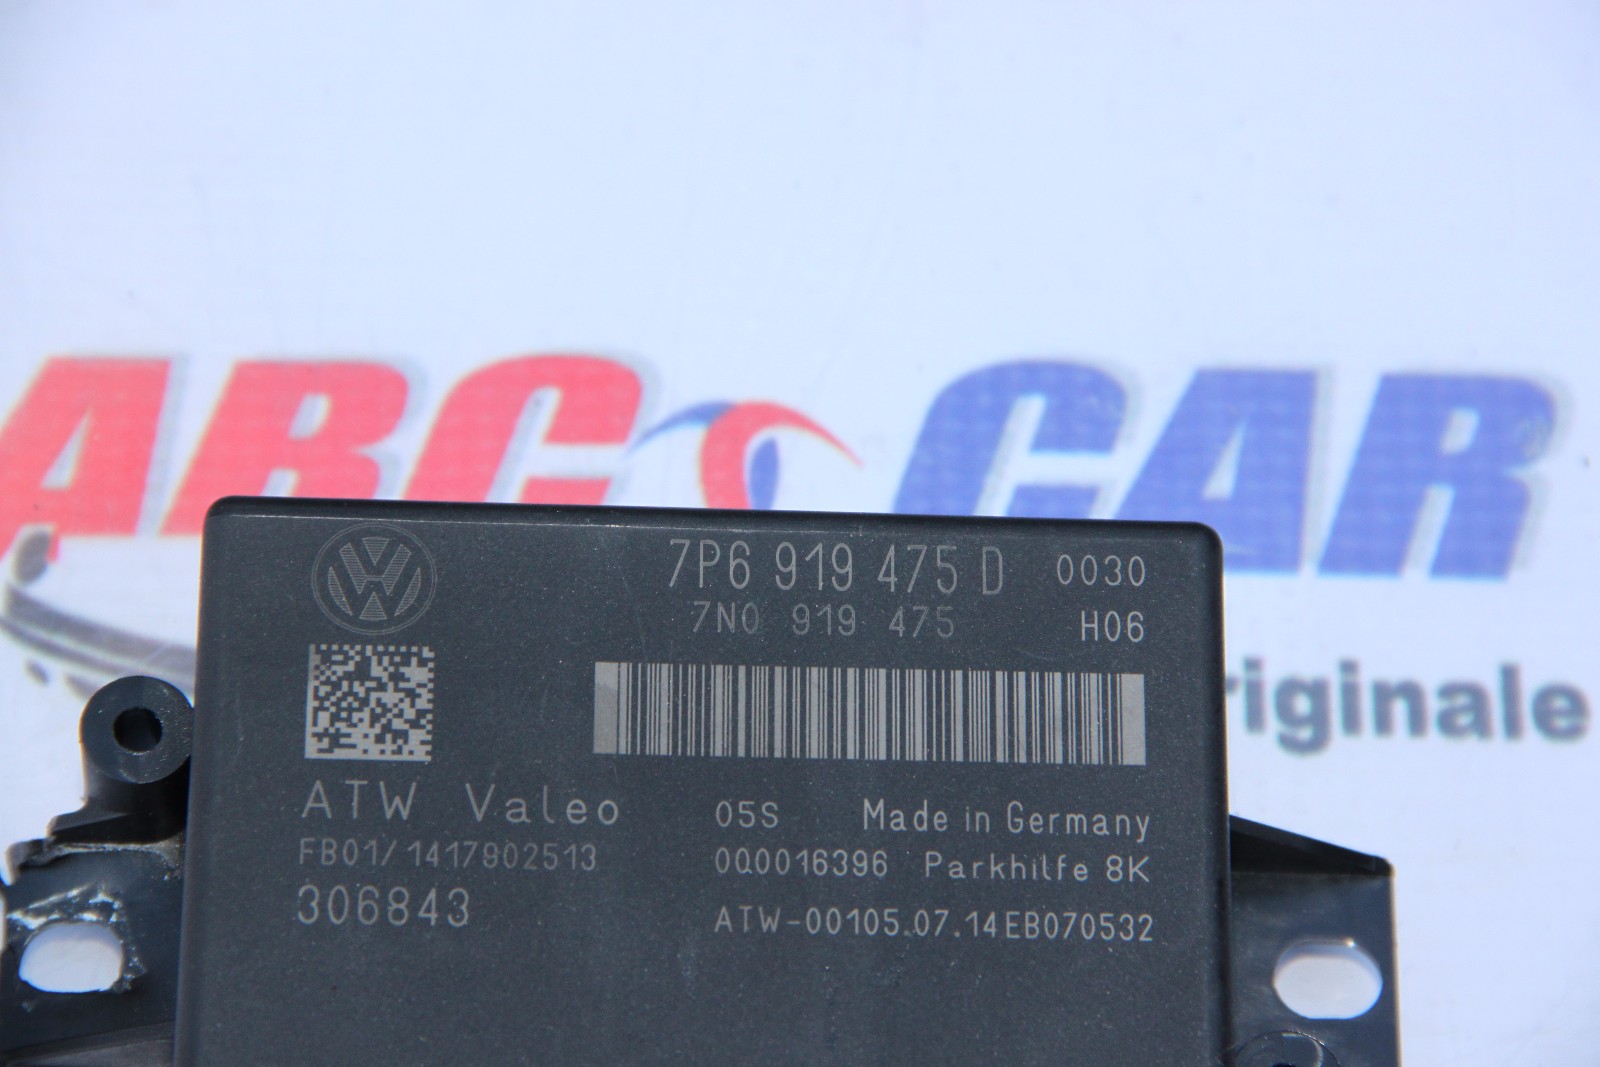 ABC CAR
riginale
7P6 919 475 D 0030
7N0 919 475 H06
ATW Valeo 05S Made in Germany
FB01/1417902513 000016396 Parkhilfe 8K
306843 ATW-00105.07.14EB070532